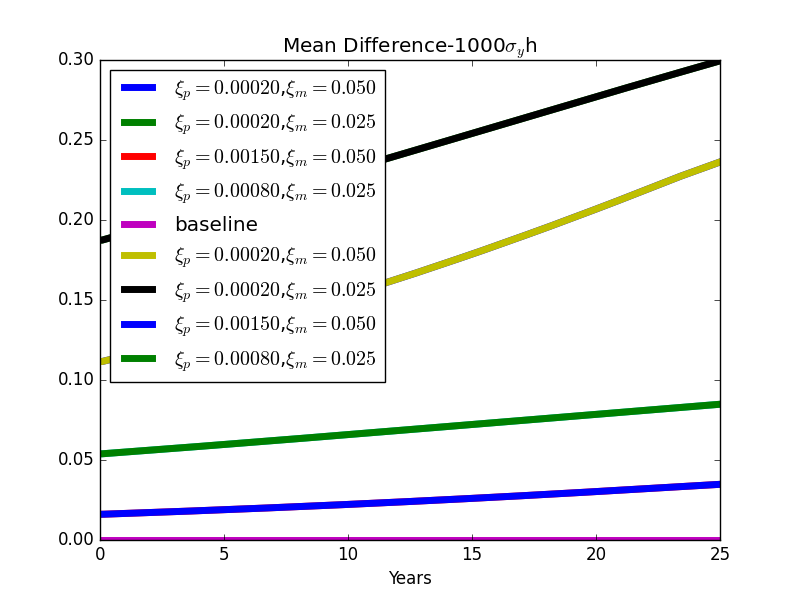 Mean Difference-1000σ_y h
0.30
0.25
0.20
0.15
0.10
0.05
0.00
ξ_p = 0.00020,ξ_m = 0.050
ξ_p = 0.00020,ξ_m = 0.025
ξ_p = 0.00150,ξ_m = 0.050
ξ_p = 0.00080,ξ_m = 0.025
baseline
ξ_p = 0.00020,ξ_m = 0.050
ξ_p = 0.00020,ξ_m = 0.025
ξ_p = 0.00150,ξ_m = 0.050
ξ_p = 0.00080,ξ_m = 0.025
0 5 10 15 20 25
Years